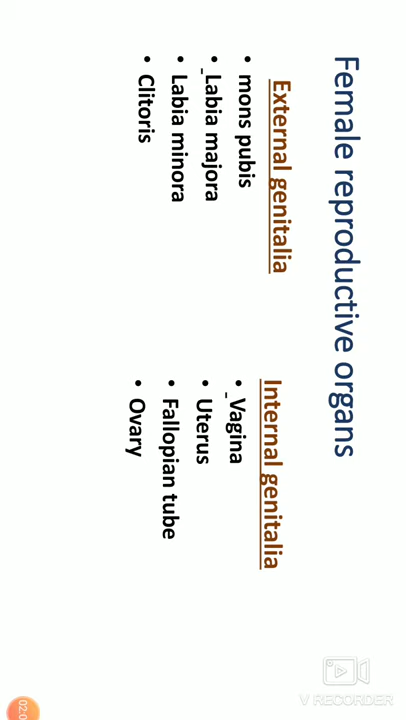 Female reproductive organs
External genitalia
• mons pubis
• Labia majora
• Labia minora
• Clitoris
Internal genitalia
• Vagina
• Uterus
• Fallopian tube
• Ovary
V RECORDER